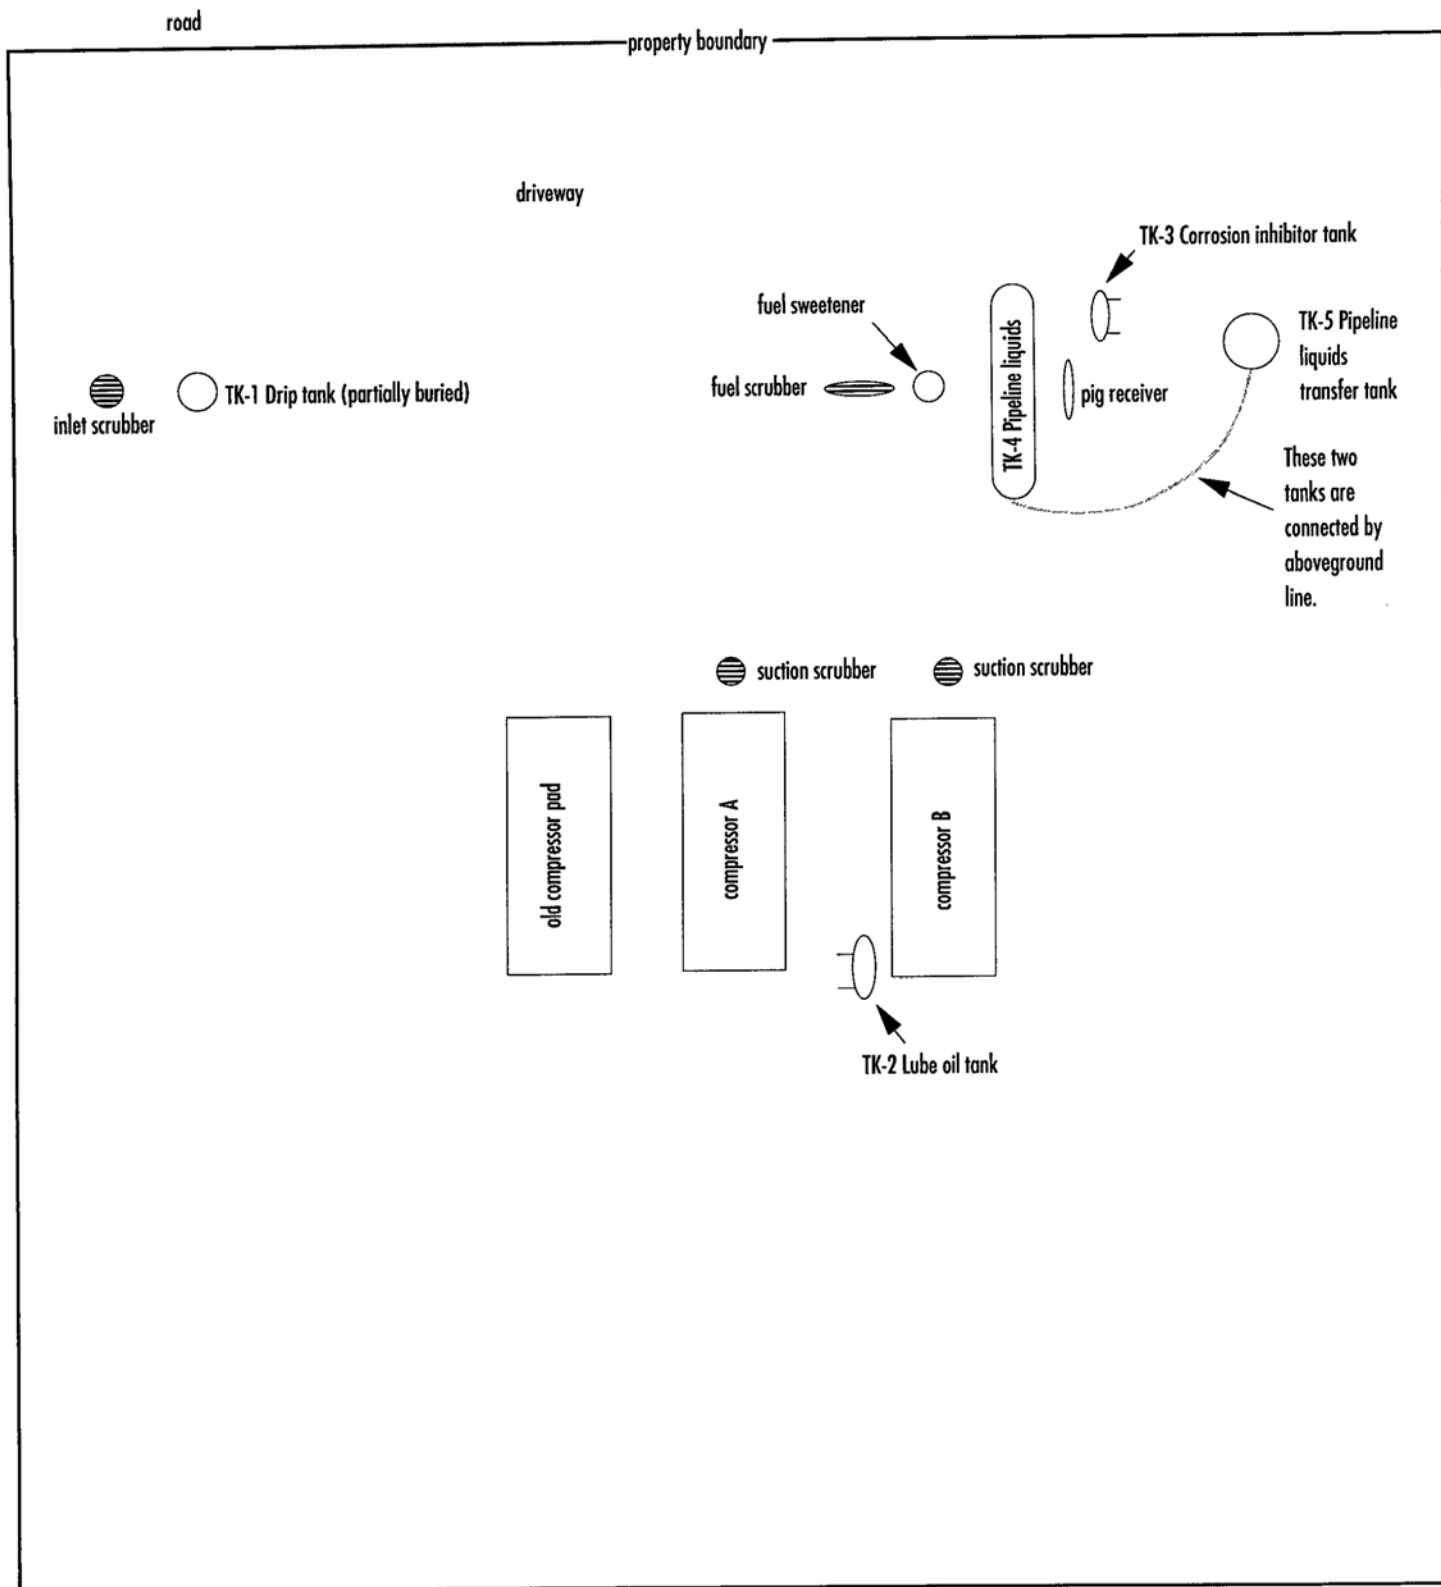 road
property boundary
driveway
TK-3 Corrosion inhibitor tank
fuel sweetener
TK-5 Pipeline
liquids
transfer tank
TK-4 Pipeline liquids
fuel scrubber
pig receiver
TK-1 Drip tank (partially buried)
inlet scrubber
These two
tanks are
connected by
aboveground
line.
suction scrubber
suction scrubber
old compressor pad
compressor A
compressor B
TK-2 Lube oil tank